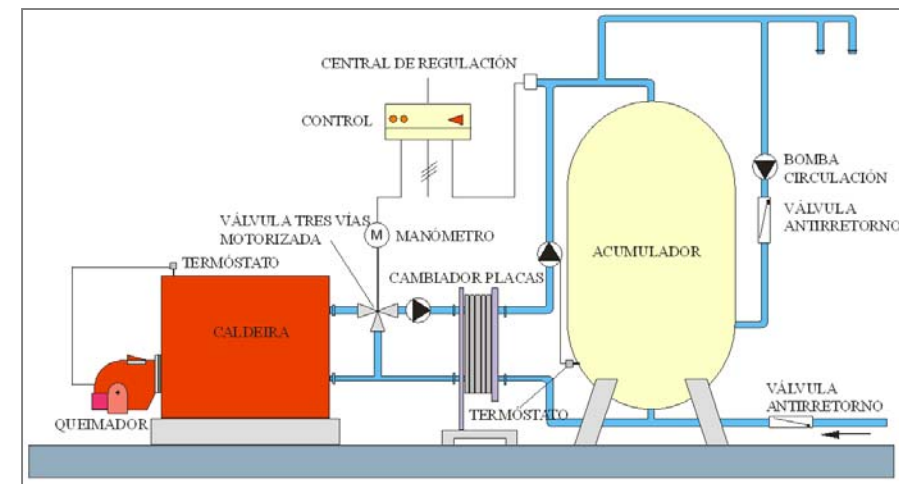 CENTRAL DE REGULACIÓN
CONTROL
BOMBA
CIRCULACIÓN
VÁLVULA
ANTIRRETORNO
VÁLVULA TRES VÍAS
MOTORIZADA
M
MANÓMETRO
ACUMULADOR
TERMÓSTATO
CAMBIADOR PLACAS
CALDEIRA
VÁLVULA
ANTIRRETORNO
TERMÓSTATO
QUEIMADOR